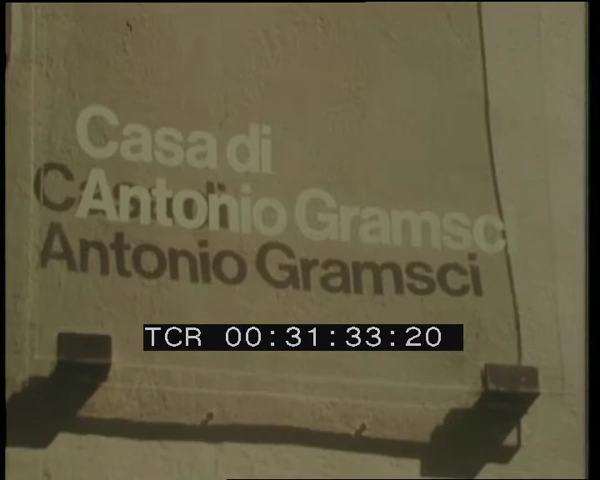 Casa di
Antonio Gramsc
Antonio Gramsci
TCR 00:31:33:20